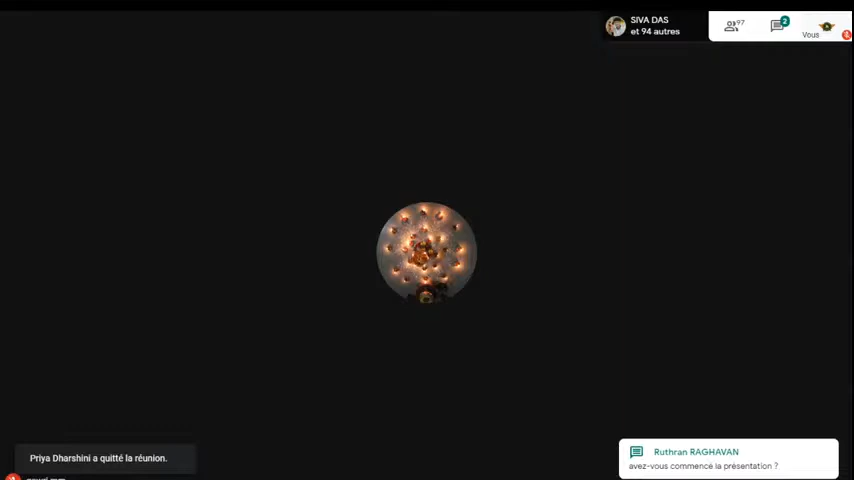 SIVA DAS
et 94 autres
97
2
Vous
Priya Dharshini a quitté la réunion.
Ruthran RAGHAVAN
avez-vous commencé la présentation ?